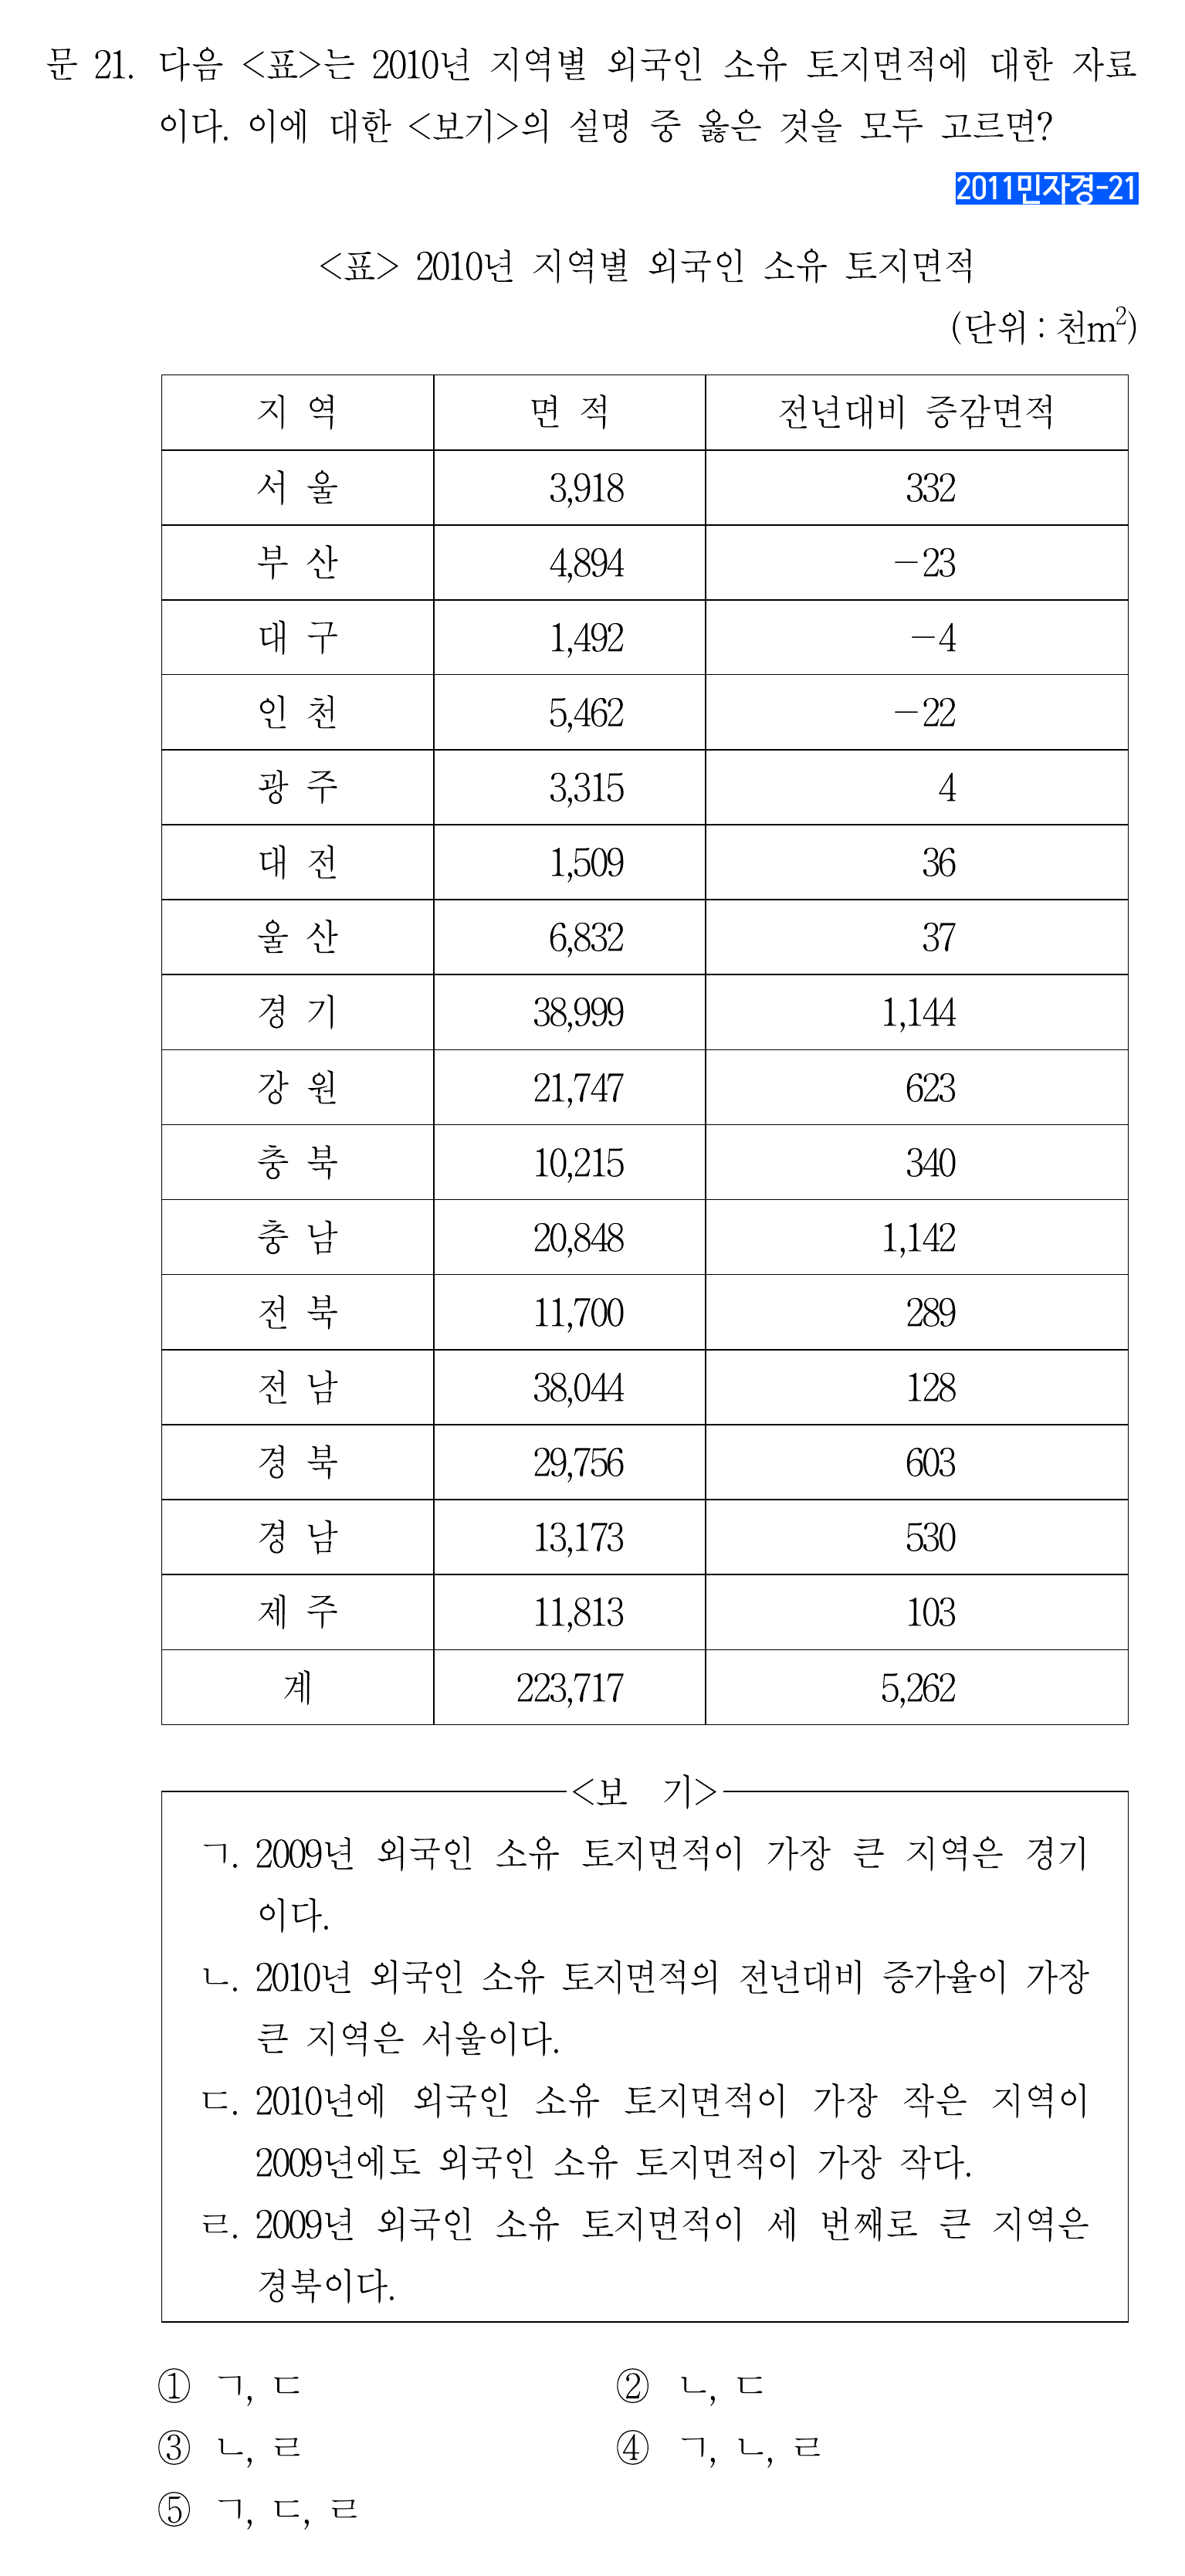 문 21. 다음 <표>는 2010년 지역별 외국인 소유 토지면적에 대한 자료
이다. 이에 대한 <보기>의 설명 중 옳은 것을 모두 고르면?
2011민자경-21
<표> 2010년 지역별 외국인 소유 토지면적
(단위 : 천m²)
지 역 면 적 전년대비 증감면적
서 울 3,918 332
부 산 4,894 -23
대 구 1,492 -4
인 천 5,462 -22
광 주 3,315 4
대 전 1,509 36
울 산 6,832 37
경 기 38,999 1,144
강 원 21,747 623
충 북 10,215 340
충 남 20,848 1,142
전 북 11,700 289
전 남 38,044 128
경 북 29,756 603
경 남 13,173 530
제 주 11,813 103
계 223,717 5,262
<보 기>
ㄱ. 2009년 외국인 소유 토지면적이 가장 큰 지역은 경기
이다.
ㄴ. 2010년 외국인 소유 토지면적의 전년대비 증가율이 가장
큰 지역은 서울이다.
ㄷ. 2010년에 외국인 소유 토지면적이 가장 작은 지역이
2009년에도 외국인 소유 토지면적이 가장 작다.
ㄹ. 2009년 외국인 소유 토지면적이 세 번째로 큰 지역은
경북이다.
① ㄱ, ㄷ ② ㄴ, ㄷ
③ ㄴ, ㄹ ④ ㄱ, ㄴ, ㄹ
⑤ ㄱ, ㄷ, ㄹ